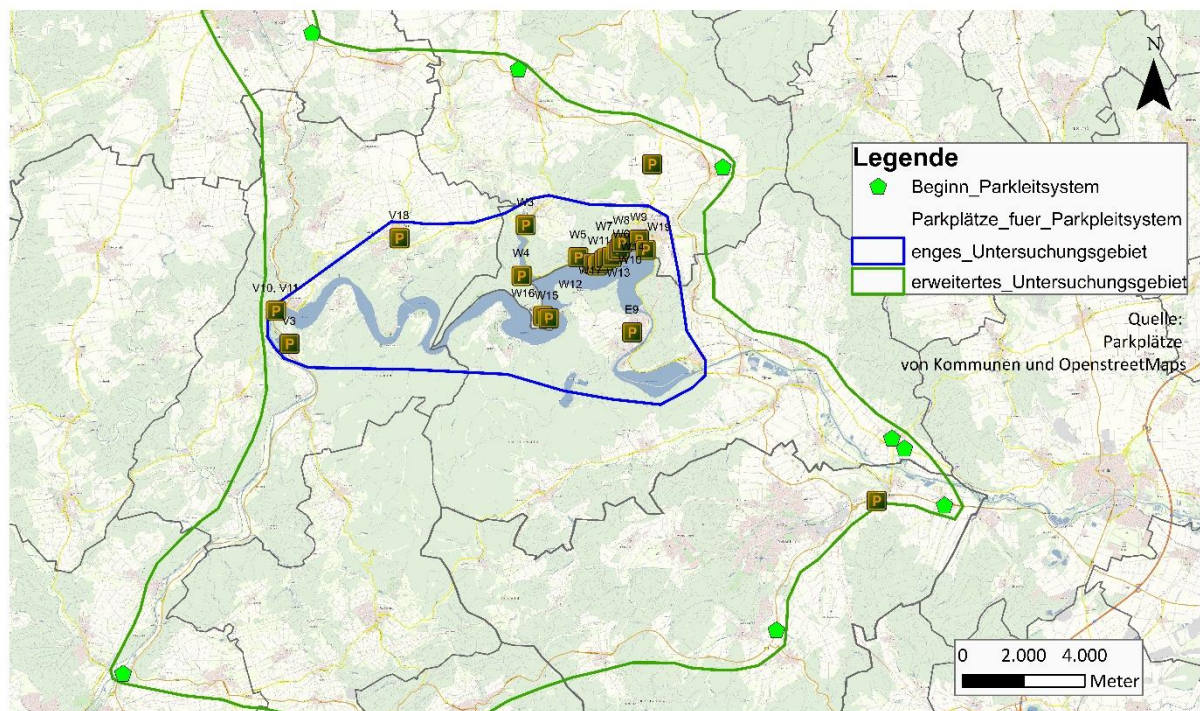 N
Legende
Beginn_Parkleitsystem
Parkplätze_fuer_Parkpleitsystem
enges_Untersuchungsgebiet
erweitertes_Untersuchungsgebiet
Quelle:
Parkplätze
von Kommunen und OpenstreetMaps
V18
W3
W8
W9
W7
W19
W5
W11
W4
W10
W13
W12
W16
W15
V10, V11
V3
E9
0 2.000 4.000
Meter